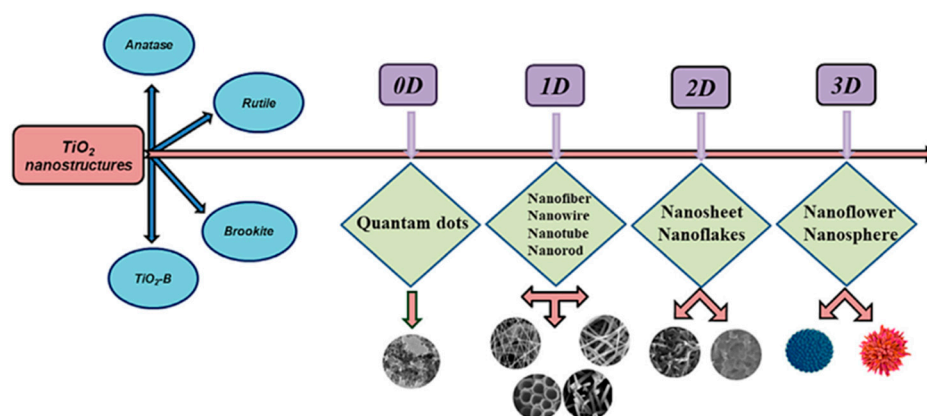 Anatase
Rutile
TiO₂
nanostructures
Brookite
TiO₂-B
0D
1D
2D
3D
Quantam dots
Nanofiber
Nanowire
Nanotube
Nanorod
Nanosheet
Nanoflakes
Nanoflower
Nanosphere